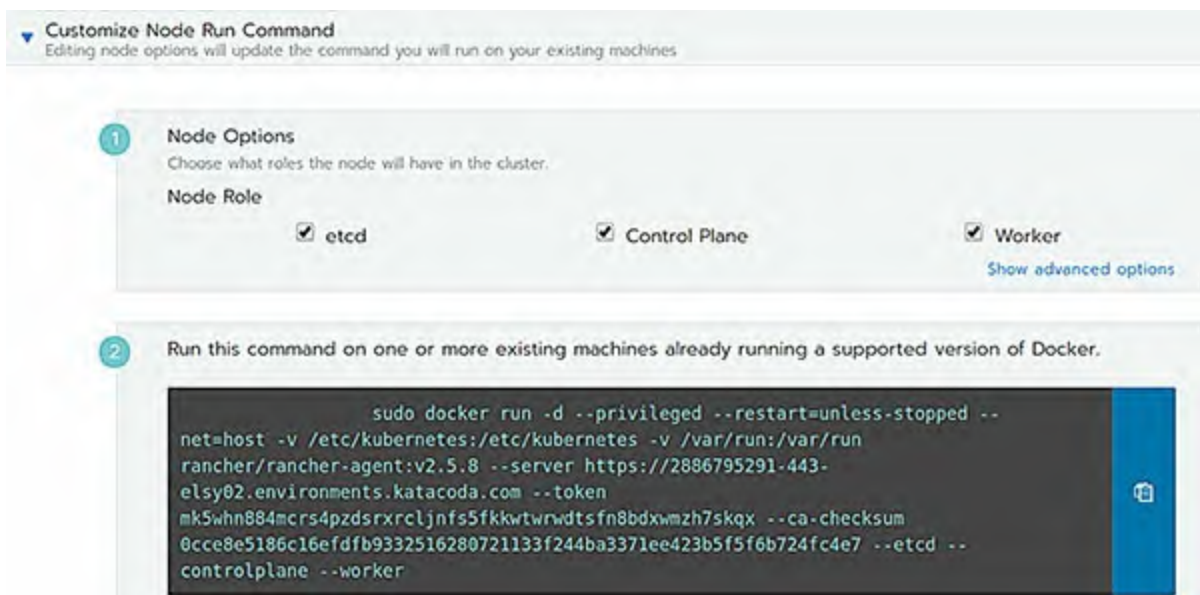 Customize Node Run Command
Editing node options will update the command you will run on your existing machines
1
Node Options
Choose what roles the node will have in the cluster.
Node Role
etcd
Control Plane
Worker
Show advanced options
2
Run this command on one or more existing machines already running a supported version of Docker.
sudo docker run -d --privileged --restart=unless-stopped --
net=host -v /etc/kubernetes:/etc/kubernetes -v /var/run:/var/run
rancher/rancher-agent:v2.5.8 --server https://2886795291-443-
elsy02.environments.katacoda.com --token
mk5whn884mcrs4pzdsrxrcljnfs5fkkwtwrwdtsfn8bdxwmzh7skqx --ca-checksum
0cce8e5186c16efdfb9332516280721133f244ba3371ee423b5f5f6b724fc4e7 --etcd --
controlplane --worker